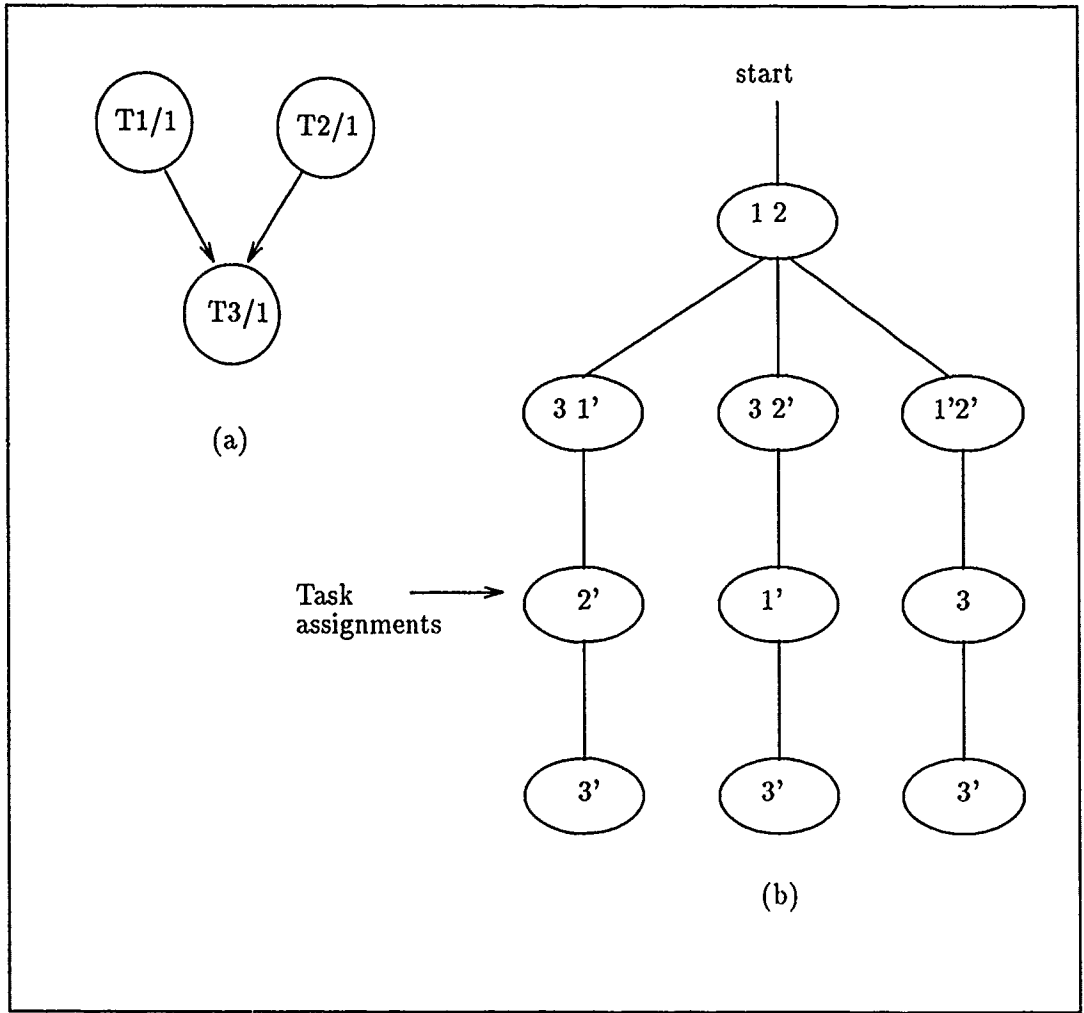 T1/1
T2/1
T3/1
(a)
start
1 2
3 1'
3 2'
1'2'
Task
assignments
2'
1'
3
3'
3'
3'
(b)